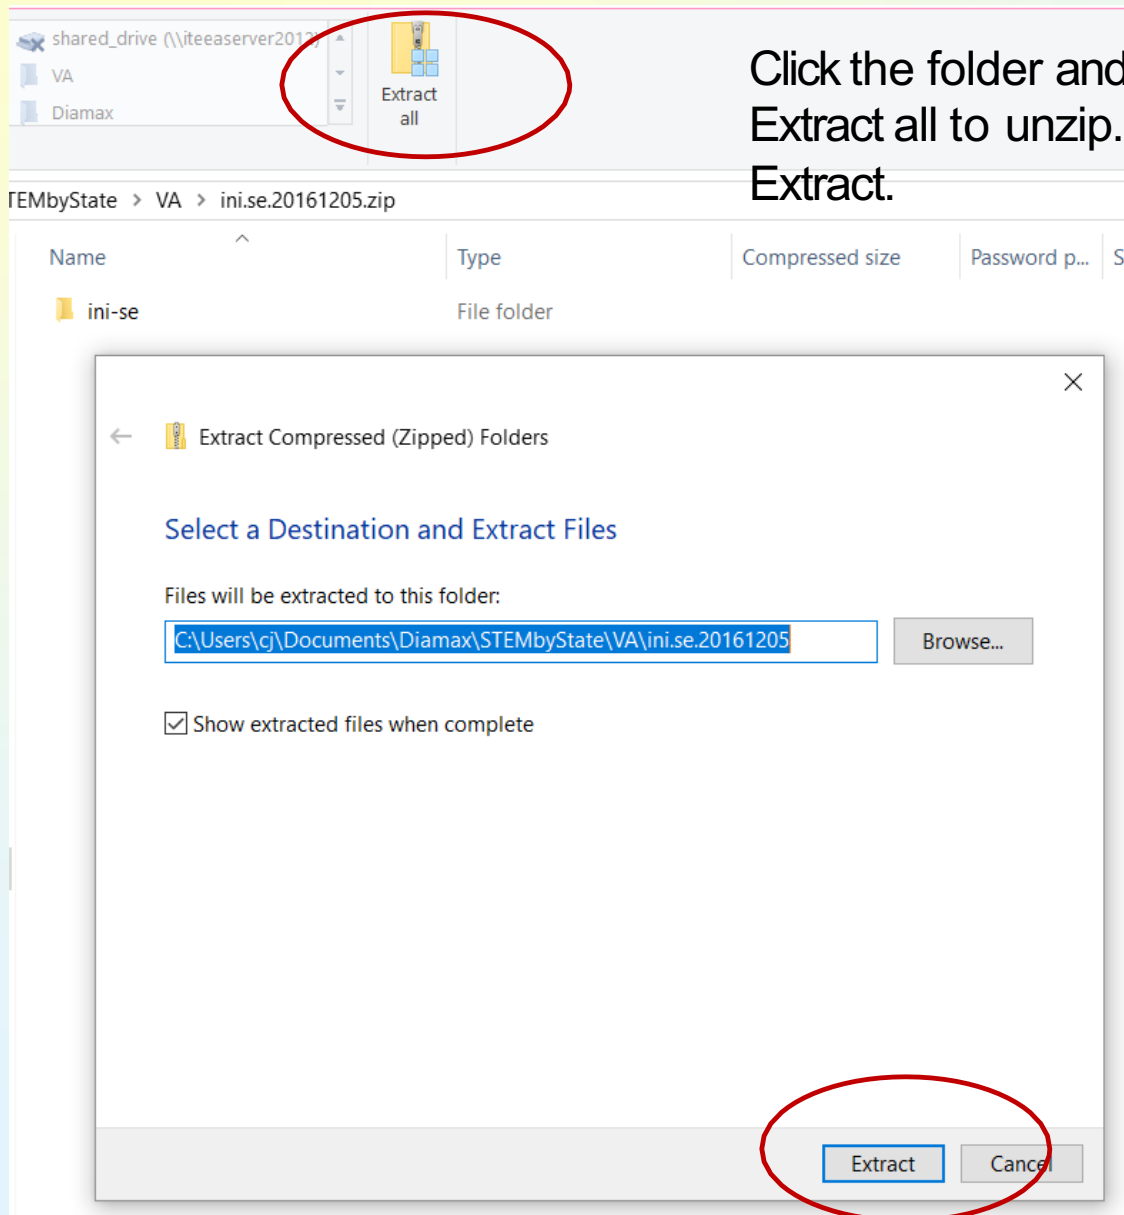 shared_drive (\\iteeaserver2012)
VA
Diamax
Extract
all
Click the folder and
Extract all to unzip.
Extract.
TEMbyState > VA > ini.se.20161205.zip
Name Type Compressed size Password p... S
ini-se File folder
Extract Compressed (Zipped) Folders
Select a Destination and Extract Files
Files will be extracted to this folder:
C:\Users\cj\Documents\Diamax\STEMbyState\VA\ini.se.20161205 Browse...
Show extracted files when complete
Extract Cancel